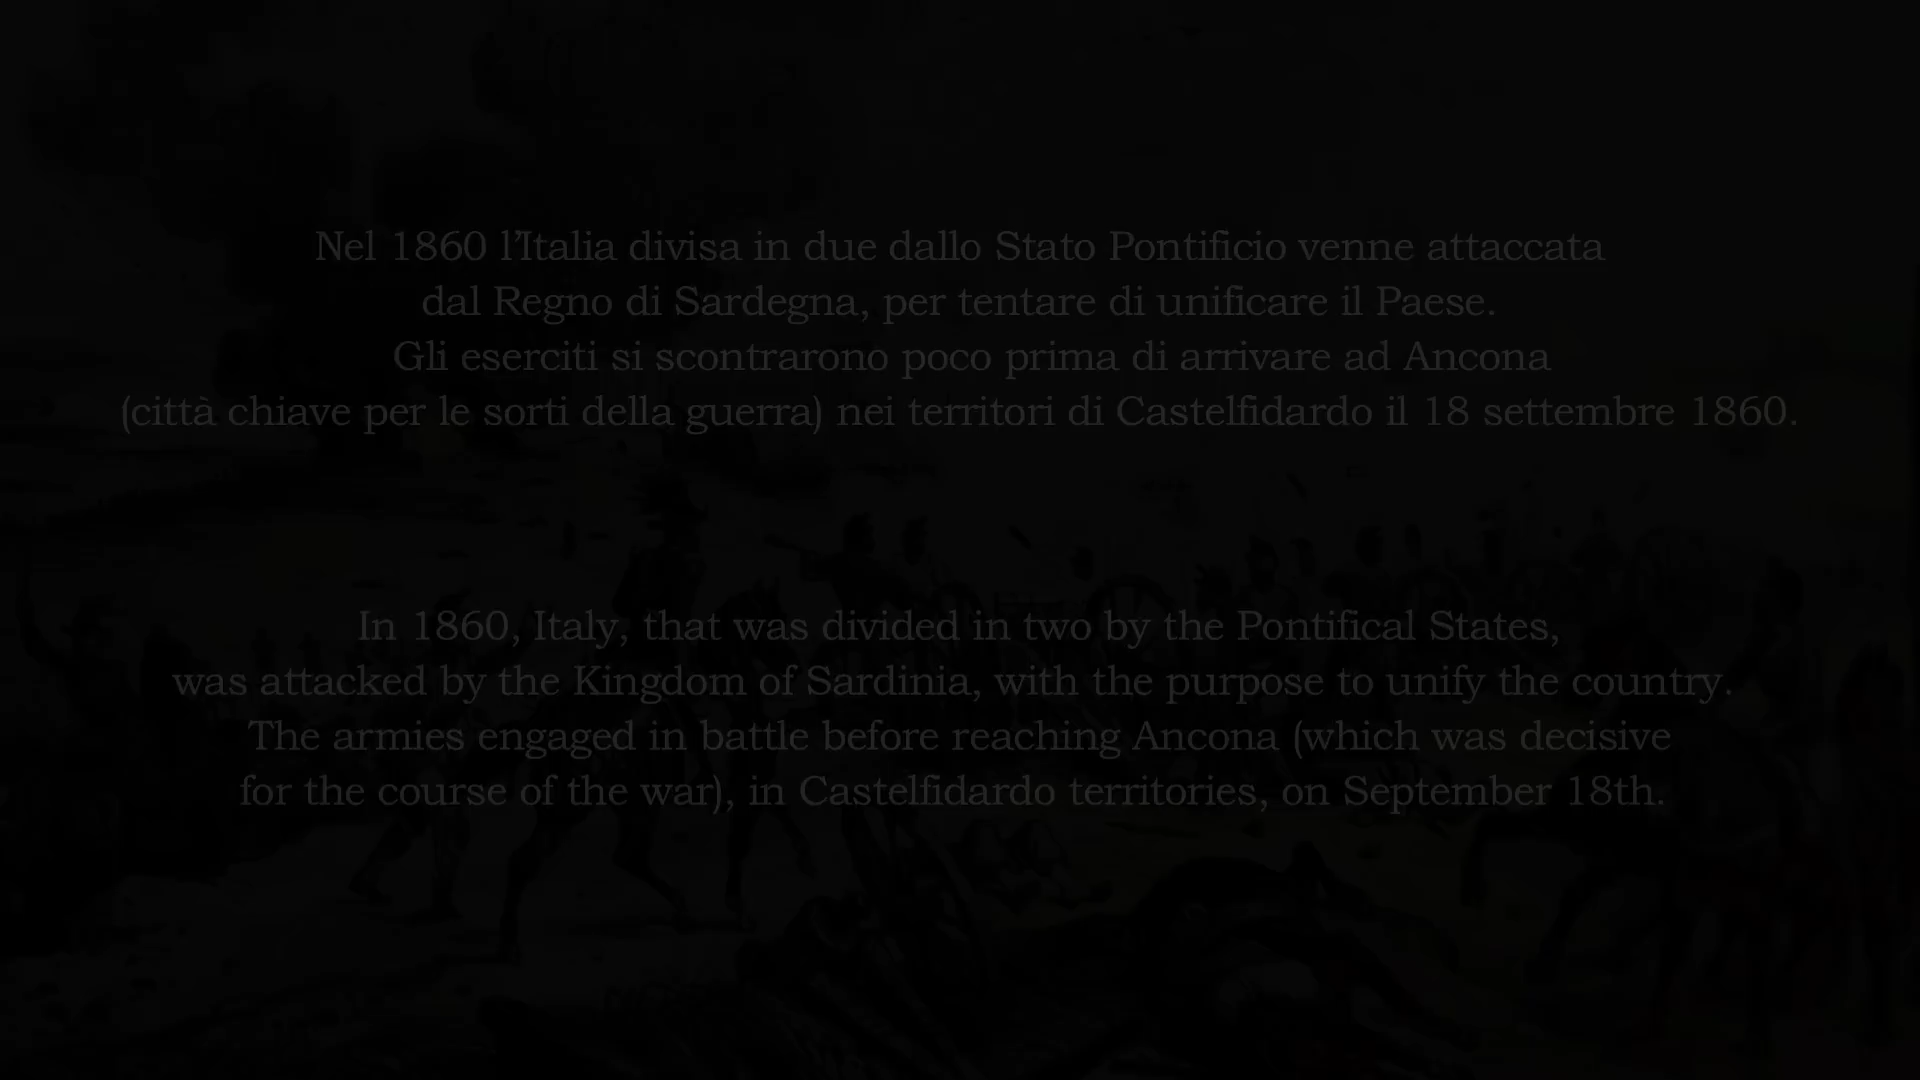 Nel 1860 l’Italia divisa in due dallo Stato Pontificio venne attaccata
dal Regno di Sardegna, per tentare di unificare il Paese.
Gli eserciti si scontrarono poco prima di arrivare ad Ancona
(città chiave per le sorti della guerra) nei territori di Castelfidardo il 18 settembre 1860.
In 1860, Italy, that was divided in two by the Pontifical States,
was attacked by the Kingdom of Sardinia, with the purpose to unify the country.
The armies engaged in battle before reaching Ancona (which was decisive
for the course of the war), in Castelfidardo territories, on September 18th.